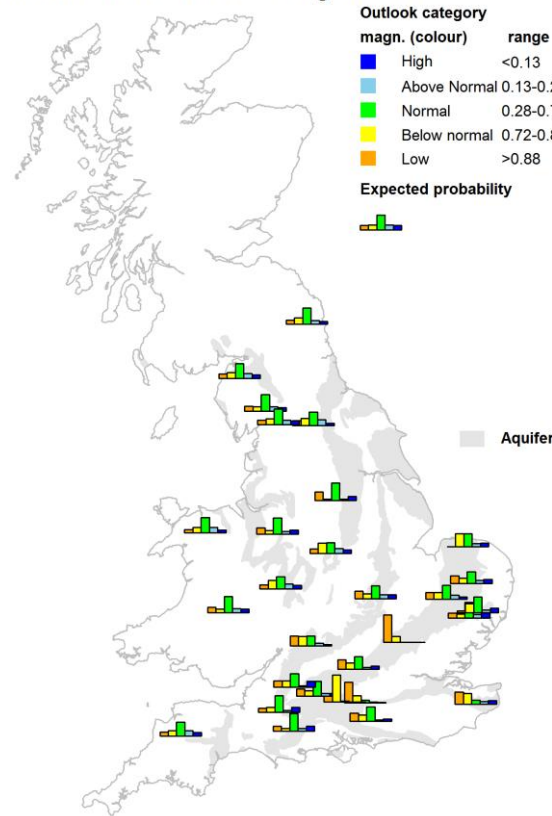 Outlook category
magn. (colour) range
High <0.13
Above Normal 0.13-0.2
Normal 0.28-0.7
Below normal 0.72-0.8
Low >0.88
Expected probability
Aquifer